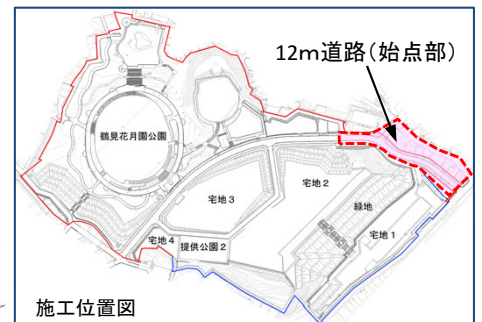 12m道路(始点部)
鶴見花月園公園
宅地2
宅地3
緑地
宅地1
宅地4
提供公園2
施工位置図